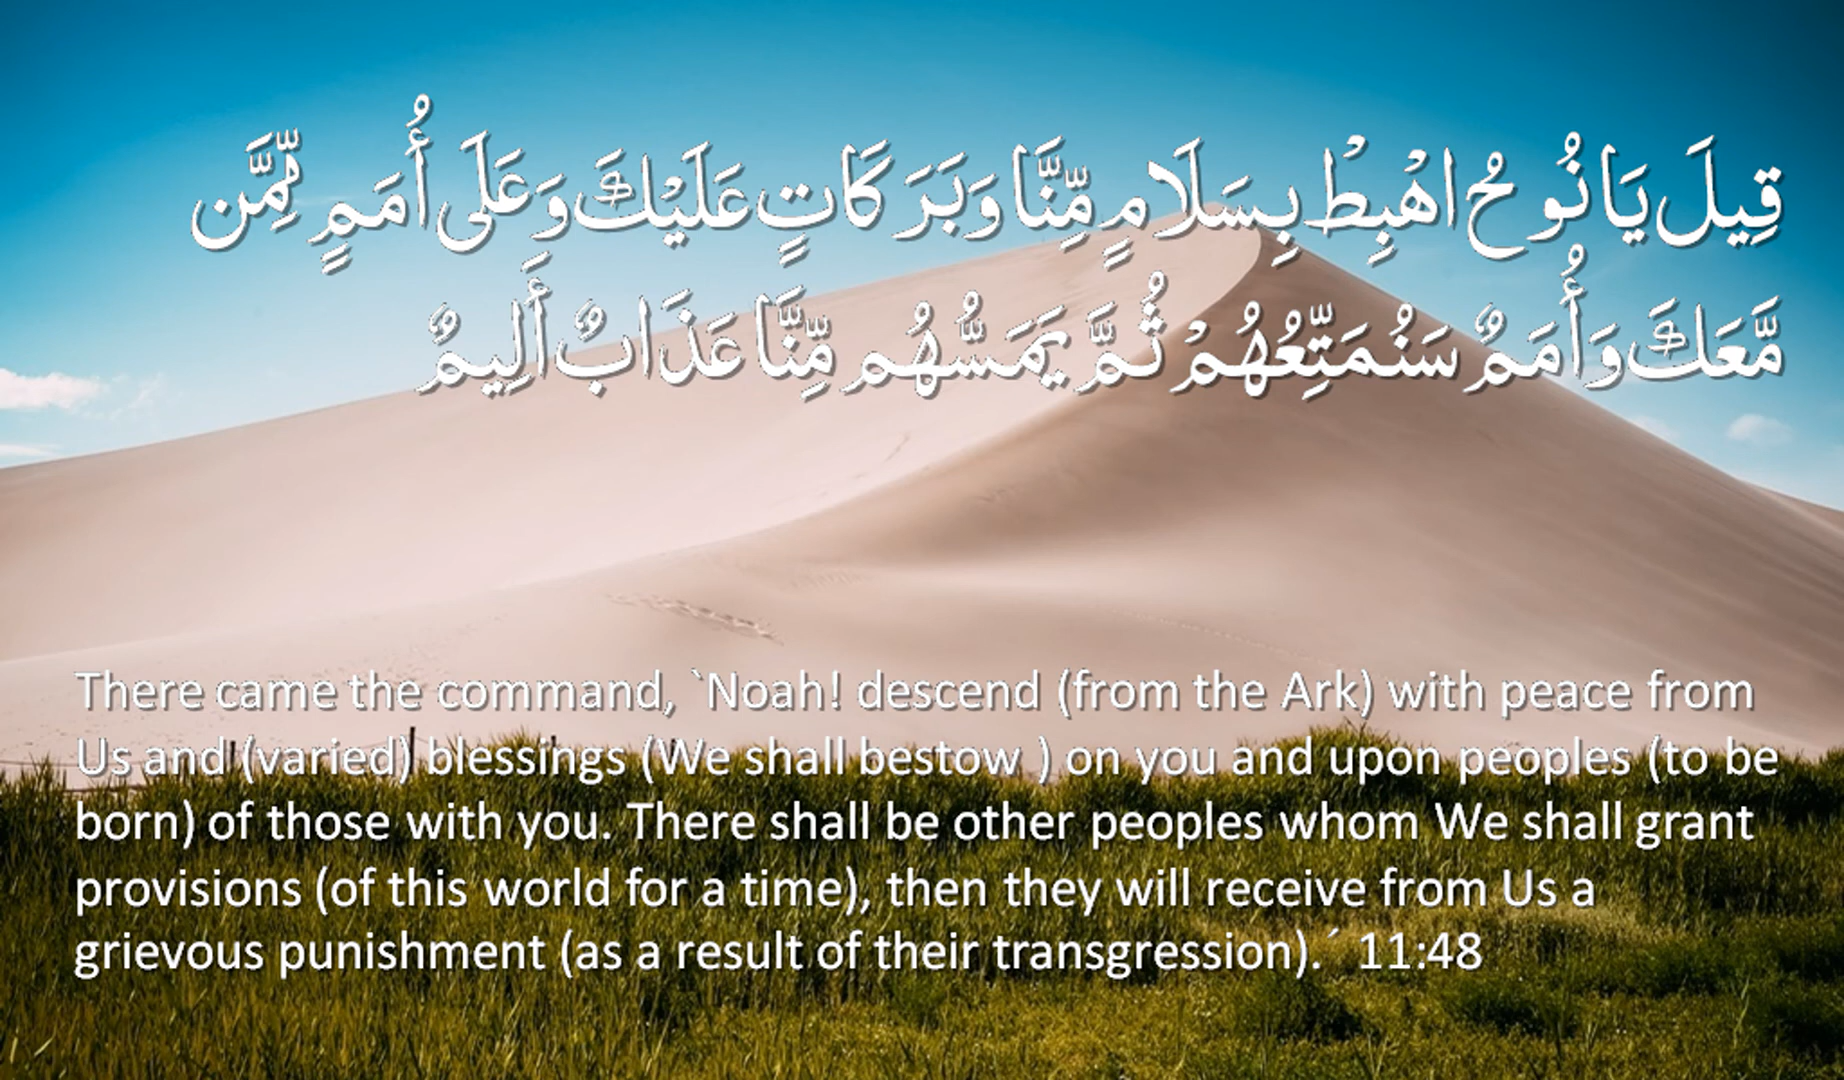 قِيلَ يَا نُوحُ اهْبِطْ بِسَلَامٍ مِّنَّا وَبَرَكَاتٍ عَلَيْكَ وَعَلَى أُمَمٍ مِّمَّن
مَّعَكَ وَأُمَمٌ سَنُمَتِّعُهُمْ ثُمَّ يَمَسُّهُم مِّنَّا عَذَابٌ أَلِيمٌ
There came the command, `Noah! descend (from the Ark) with peace from
Us and (varied) blessings (We shall bestow ) on you and upon peoples (to be
born) of those with you. There shall be other peoples whom We shall grant
provisions (of this world for a time), then they will receive from Us a
grievous punishment (as a result of their transgression).´ 11:48